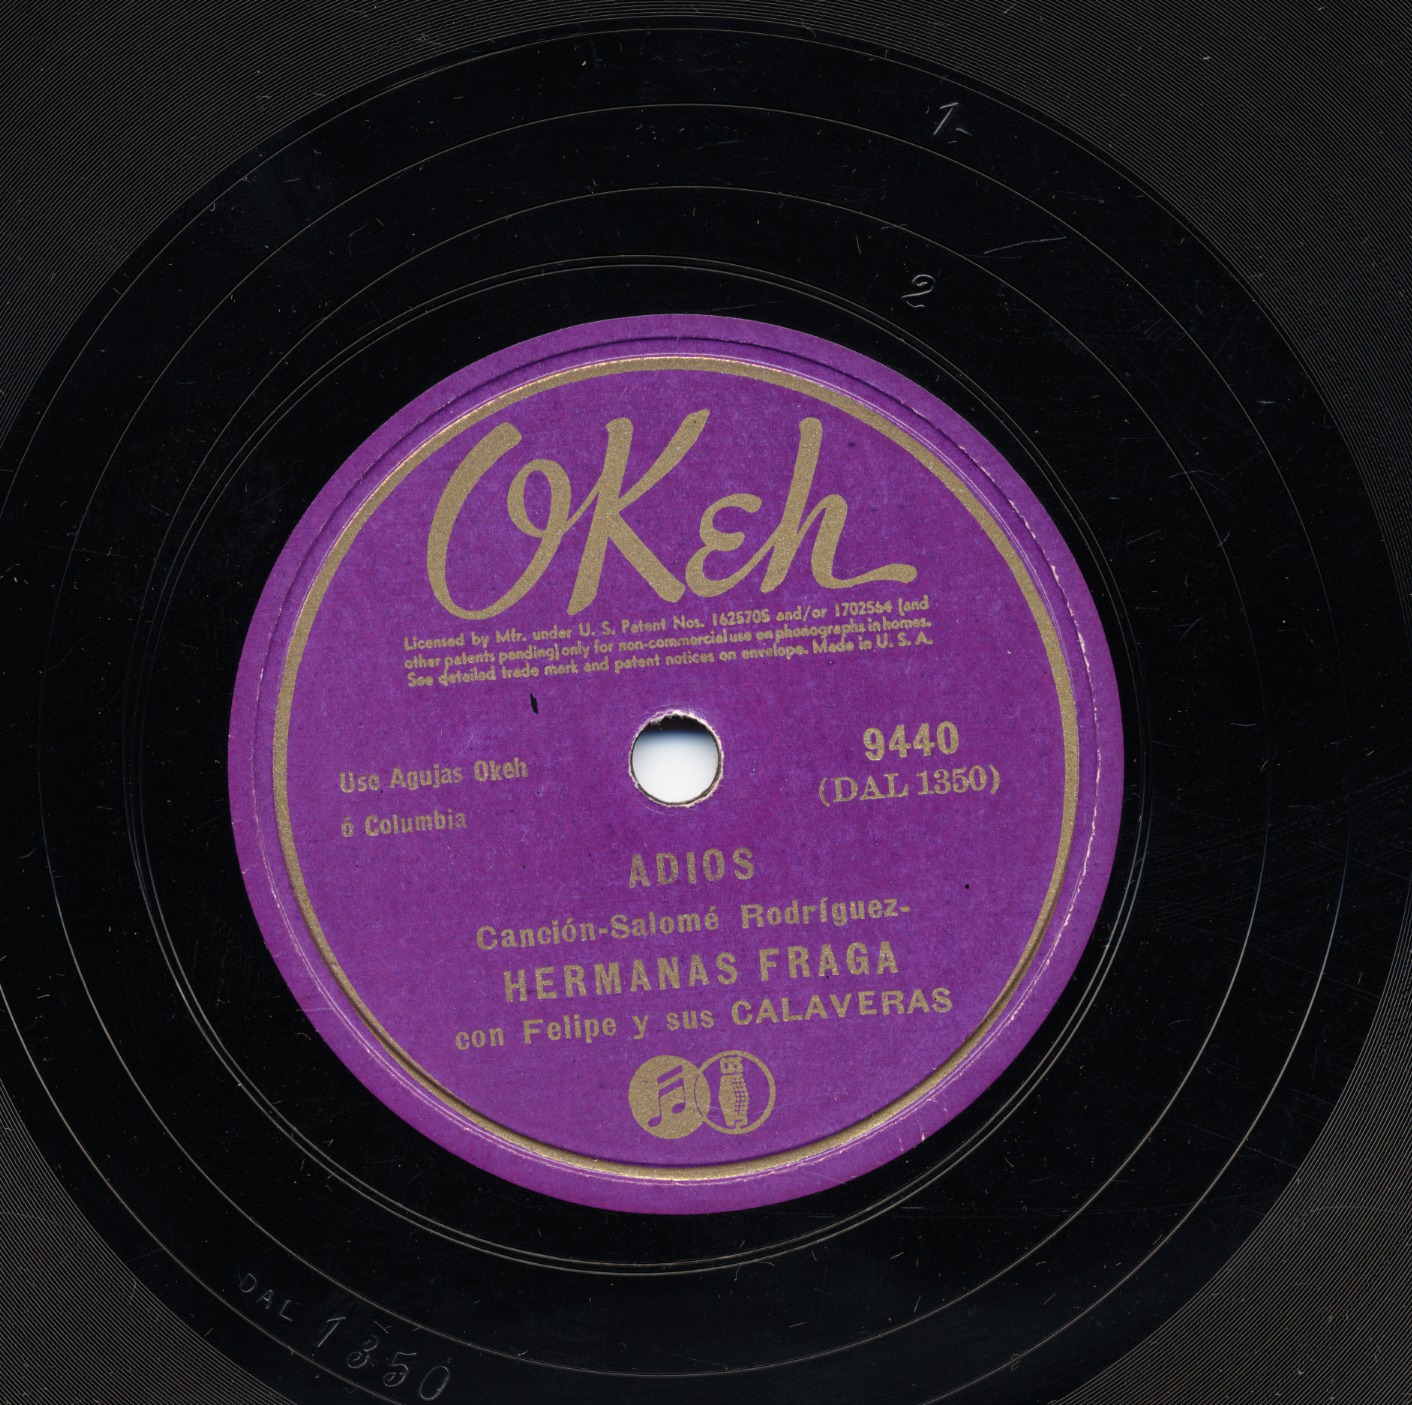 1-
2
OKeh
Licensed by Mfr. under U. S. Patent Nos. 1625705 and/or 1702564 (and
other patents pending) only for non-commercial use on phonographs in homes.
See detailed trade mark and patent notices on envelope. Made in U. S. A.
9440
(DAL 1350)
Use Agujas Okeh
ó Columbia
ADIOS
Canción-Salomé Rodríguez-
HERMANAS FRAGA
con Felipe y sus CALAVERAS
DAL 1350